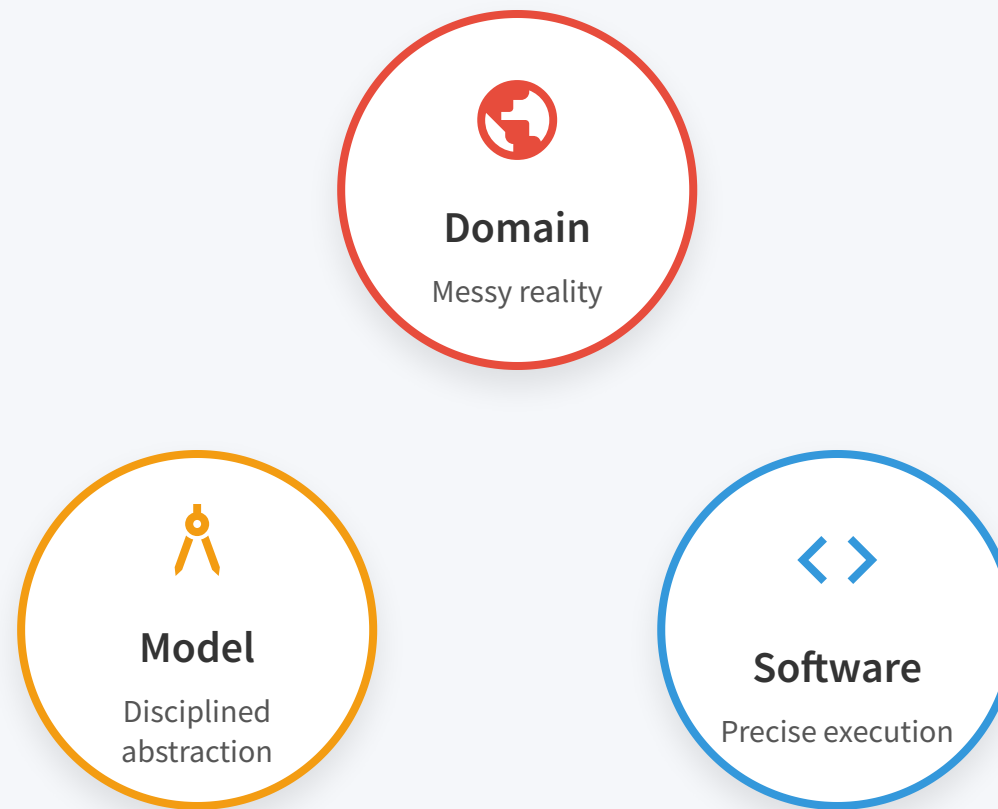 Domain
Messy reality
Model
Disciplined
abstraction
Software
Precise execution